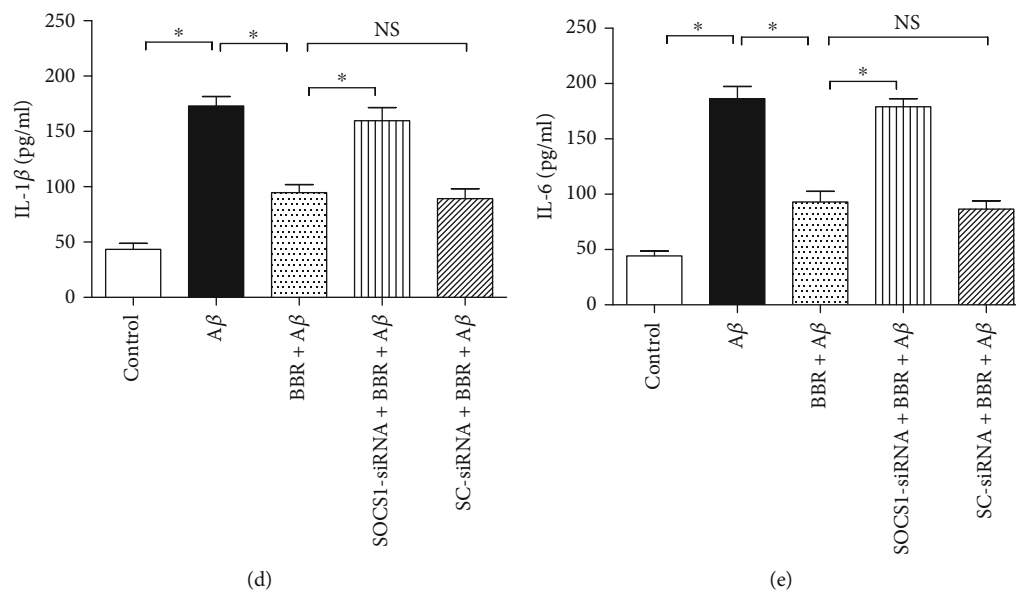 250
200
150
100
50
0
IL-1β (pg/ml)
* * NS
*
Control
Aβ
BBR + Aβ
SOCS1-siRNA + BBR + Aβ
SC-siRNA + BBR + Aβ
(d)
250
200
150
100
50
0
IL-6 (pg/ml)
* * NS
*
Control
Aβ
BBR + Aβ
SOCS1-siRNA + BBR + Aβ
SC-siRNA + BBR + Aβ
(e)